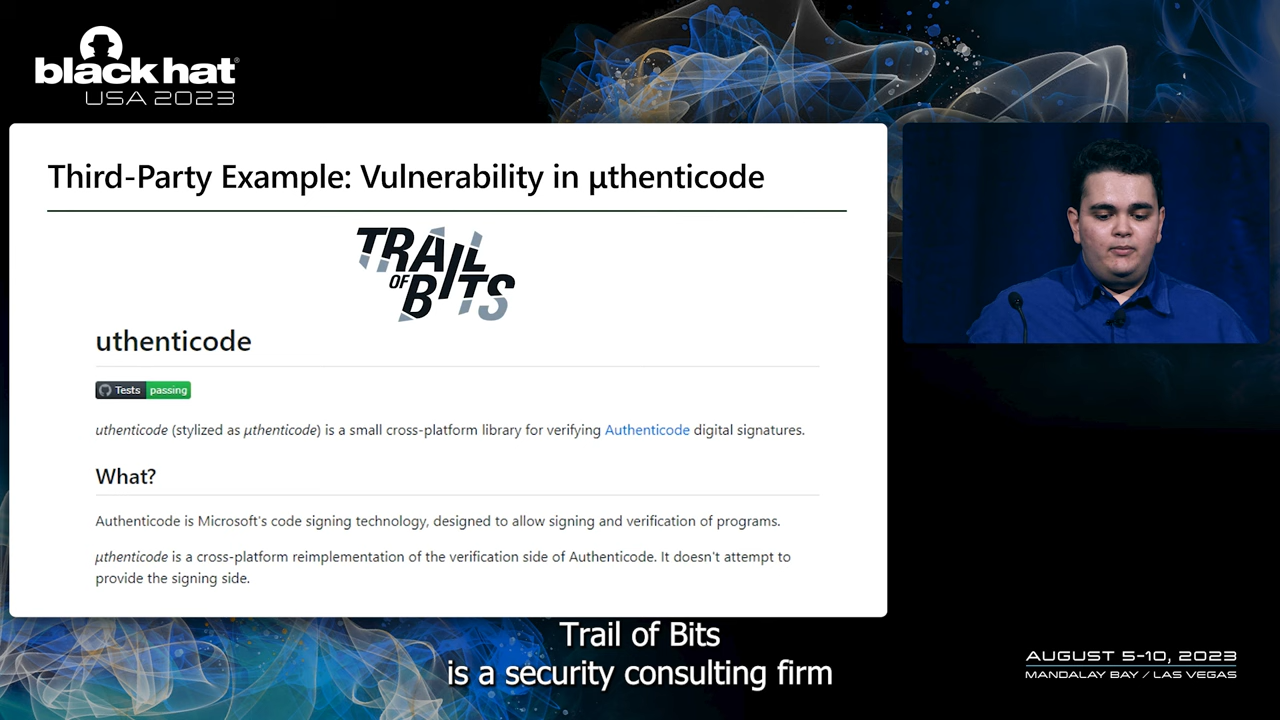 black hat®
USA 2023
Third-Party Example: Vulnerability in µthenticode
TRAIL
OF
BITS
uthenticode
Tests passing
uthenticode (stylized as µthenticode) is a small cross-platform library for verifying Authenticode digital signatures.
What?
Authenticode is Microsoft's code signing technology, designed to allow signing and verification of programs.
µthenticode is a cross-platform reimplementation of the verification side of Authenticode. It doesn't attempt to
provide the signing side.
Trail of Bits
is a security consulting firm
AUGUST 5-10, 2023
MANDALAY BAY / LAS VEGAS